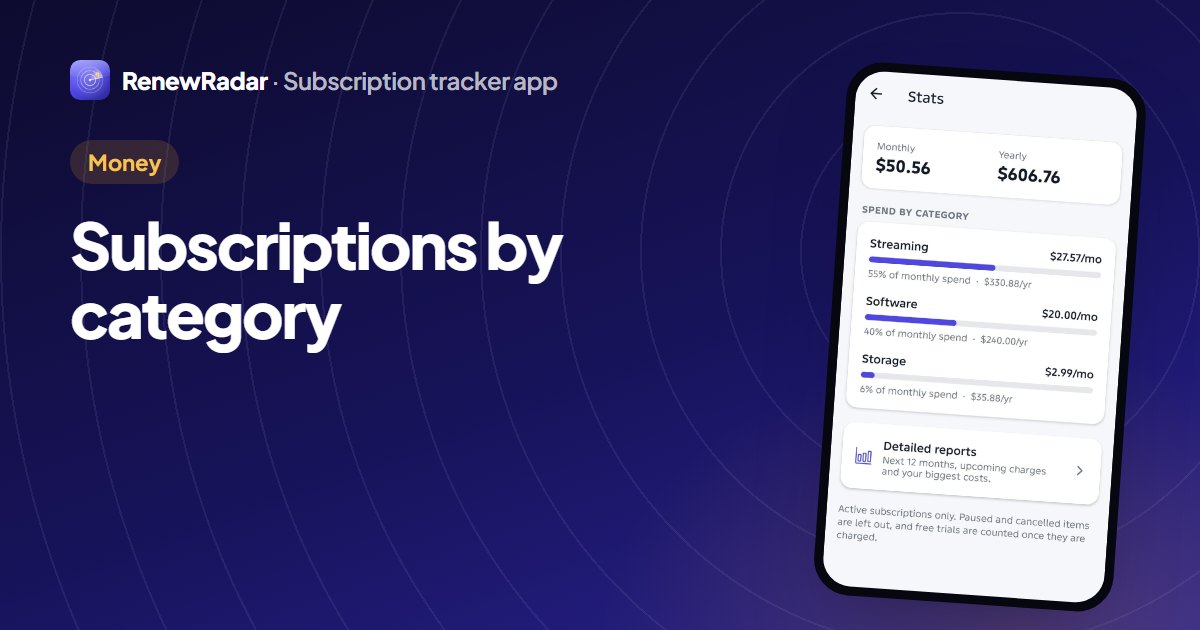 RenewRadar · Subscription tracker app
Money
Subscriptions by
category
Stats
Monthly
$50.56
Yearly
$606.76
SPEND BY CATEGORY
Streaming
$27.57/mo
55% of monthly spend · $330.88/yr
Software
$20.00/mo
40% of monthly spend · $240.00/yr
Storage
$2.99/mo
6% of monthly spend · $35.88/yr
Detailed reports
Next 12 months, upcoming charges
and your biggest costs.
Active subscriptions only. Paused and cancelled items
are left out, and free trials are counted once they are
charged.